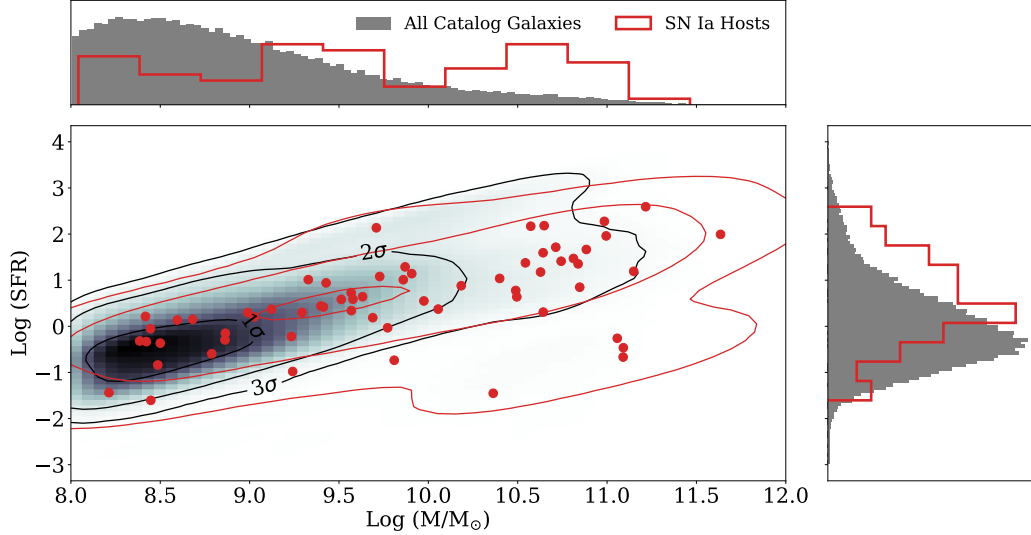 All Catalog Galaxies
SN Ia Hosts
4
3
2
1
0
−1
−2
−3
Log (SFR)
1σ
2σ
3σ
8.0 8.5 9.0 9.5 10.0 10.5 11.0 11.5 12.0
Log (M/M☉)